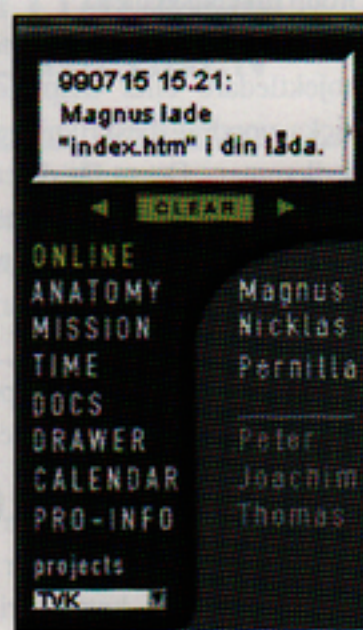 990715 15.21:
Magnus lade
"index.htm" i din låda.
CLEAR
ONLINE
ANATOMY
MISSION
TIME
DOCS
DRAWER
CALENDAR
PRO-INFO
Magnus
Nicklas
Pernilla
Peter
Joachim
Thomas
projects
TVK